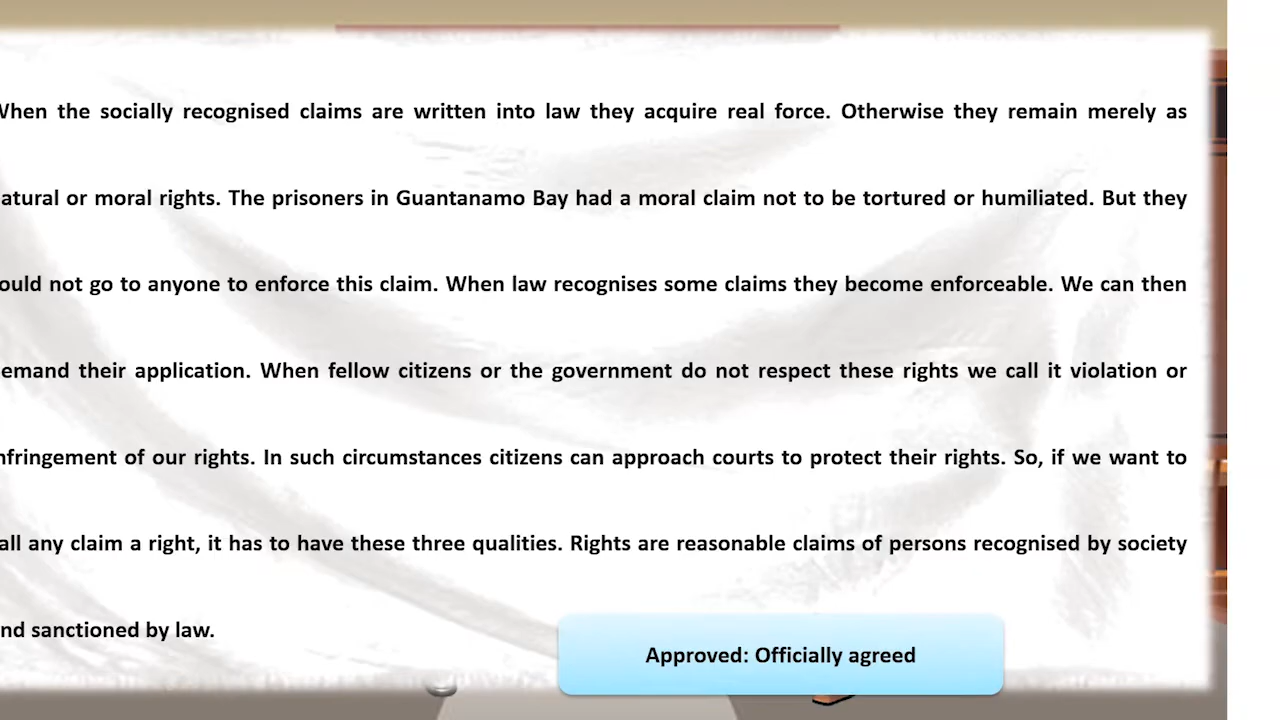 When the socially recognised claims are written into law they acquire real force. Otherwise they remain merely as
atural or moral rights. The prisoners in Guantanamo Bay had a moral claim not to be tortured or humiliated. But they
ould not go to anyone to enforce this claim. When law recognises some claims they become enforceable. We can then
emand their application. When fellow citizens or the government do not respect these rights we call it violation or
nfringement of our rights. In such circumstances citizens can approach courts to protect their rights. So, if we want to
all any claim a right, it has to have these three qualities. Rights are reasonable claims of persons recognised by society
nd sanctioned by law.
Approved: Officially agreed